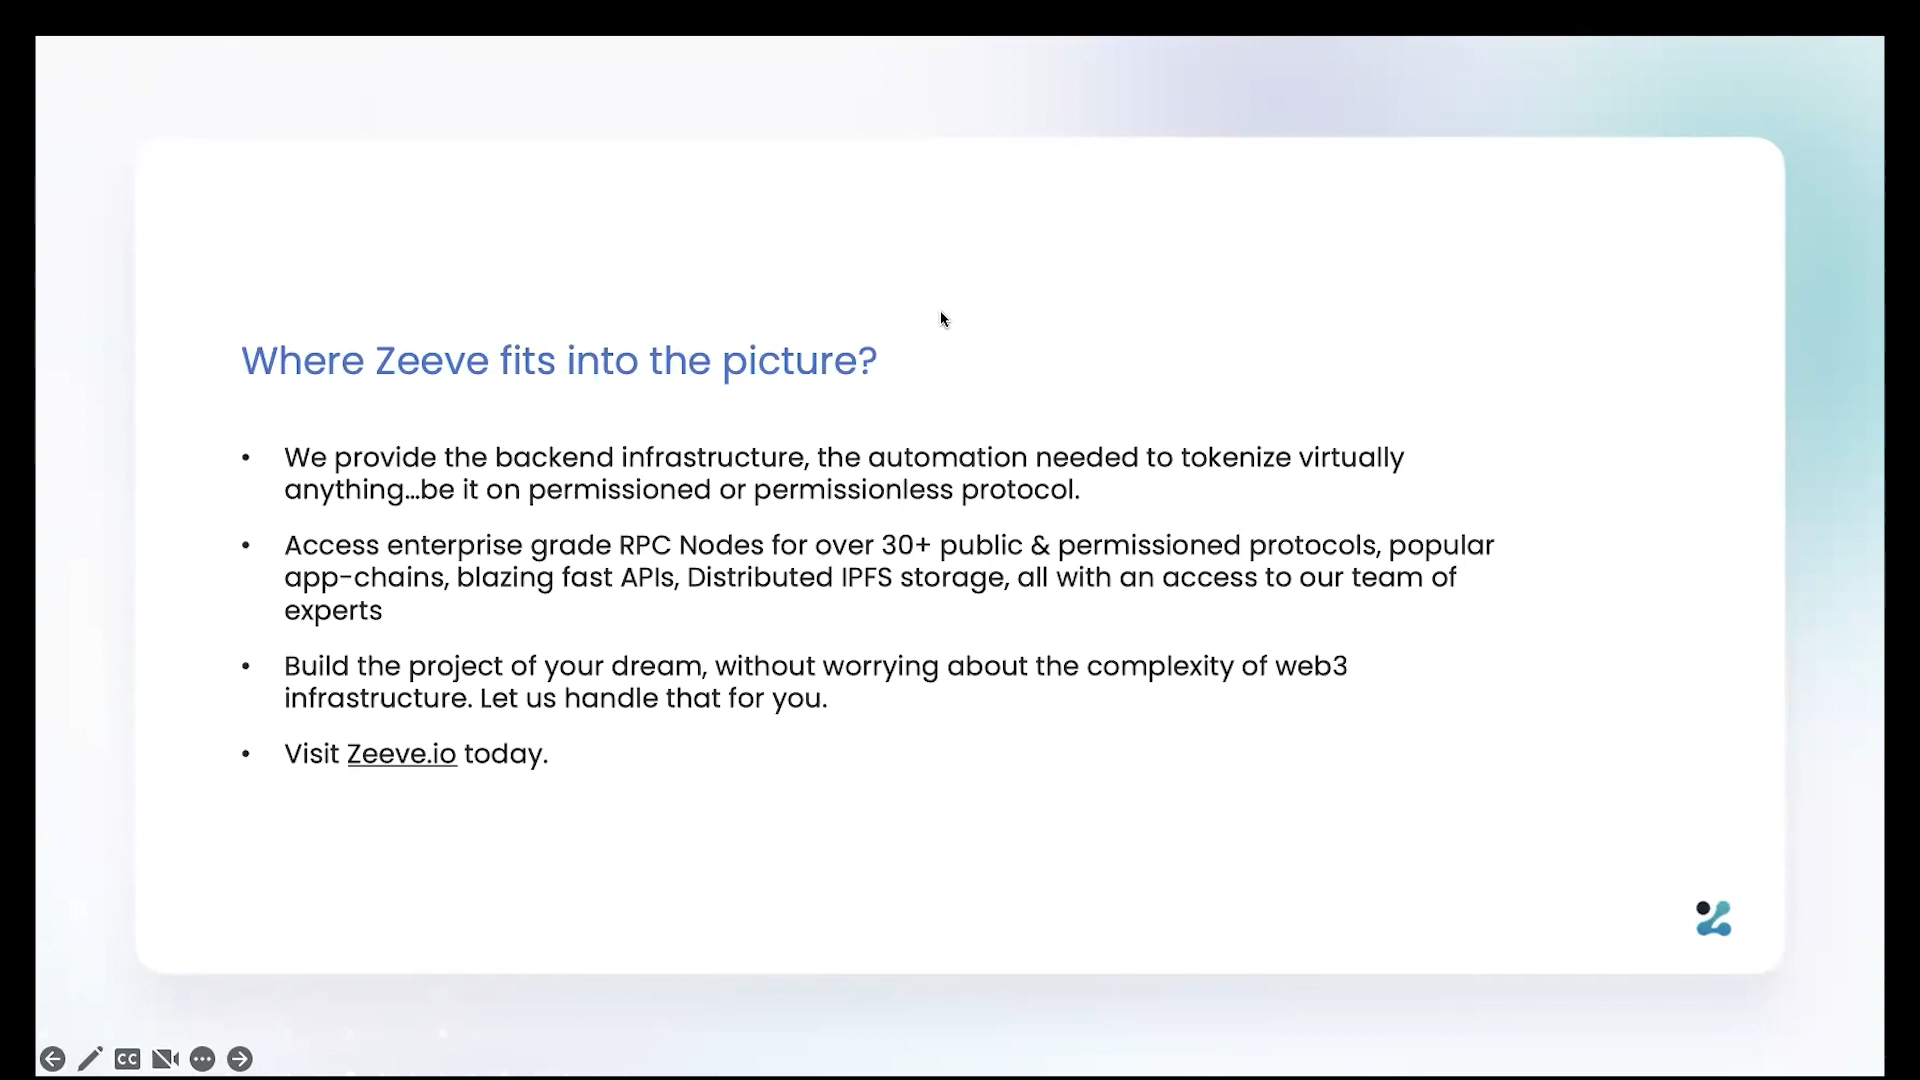 Where Zeeve fits into the picture?
• We provide the backend infrastructure, the automation needed to tokenize virtually
anything...be it on permissioned or permissionless protocol.
• Access enterprise grade RPC Nodes for over 30+ public & permissioned protocols, popular
app-chains, blazing fast APIs, Distributed IPFS storage, all with an access to our team of
experts
• Build the project of your dream, without worrying about the complexity of web3
infrastructure. Let us handle that for you.
• Visit Zeeve.io today.
CC